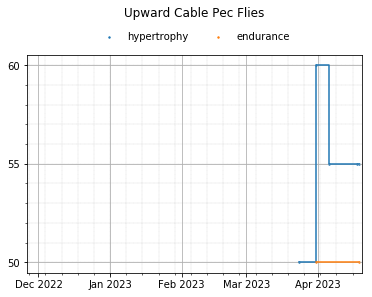 Upward Cable Pec Flies
hypertrophy endurance
60
55
50
Dec 2022 Jan 2023 Feb 2023 Mar 2023 Apr 2023